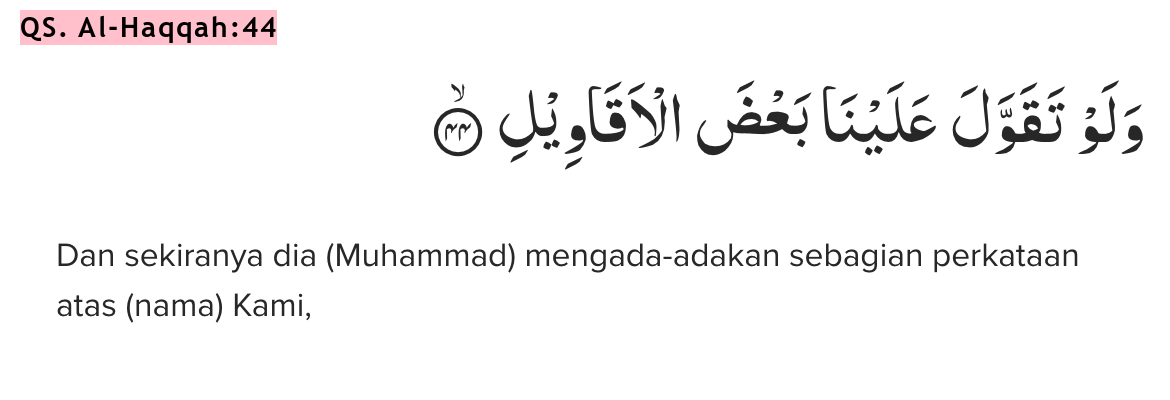 QS. Al-Haqqah:44
وَلَوْ تَقَوَّلَ عَلَيْنَا بَعْضَ الْاَقَاوِيْلِۙ ۝٤٤
Dan sekiranya dia (Muhammad) mengada-adakan sebagian perkataan
atas (nama) Kami,